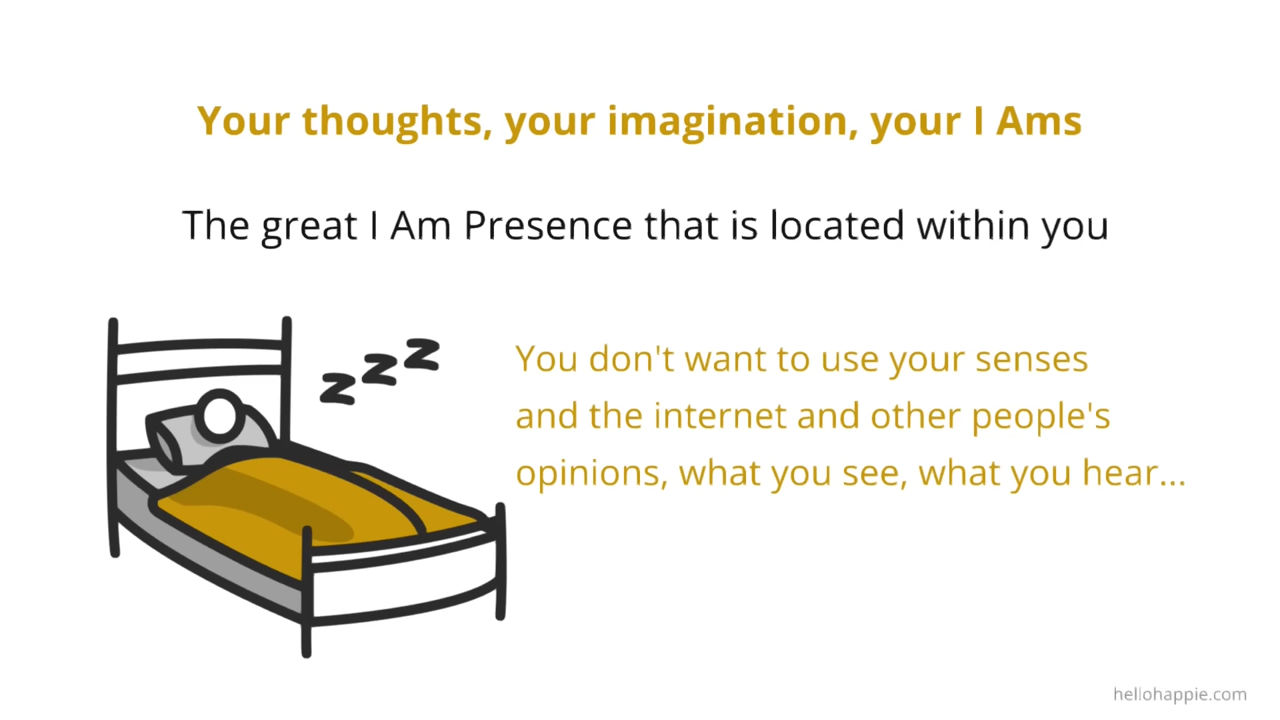 Your thoughts, your imagination, your I Ams
The great I Am Presence that is located within you
z z z
You don't want to use your senses
and the internet and other people's
opinions, what you see, what you hear...
hellohappie.com